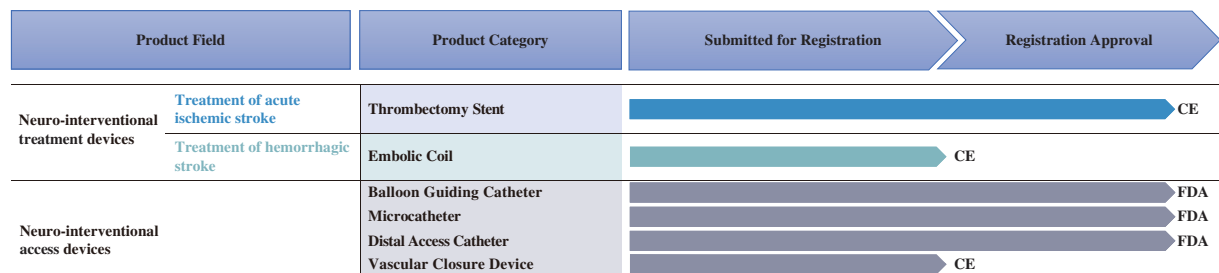 Product Field
Product Category
Submitted for Registration
Registration Approval
Neuro-interventional
treatment devices
Treatment of acute
ischemic stroke
Thrombectomy Stent
CE
Treatment of hemorrhagic
stroke
Embolic Coil
CE
Neuro-interventional
access devices
Balloon Guiding Catheter
FDA
Microcatheter
FDA
Distal Access Catheter
FDA
Vascular Closure Device
CE